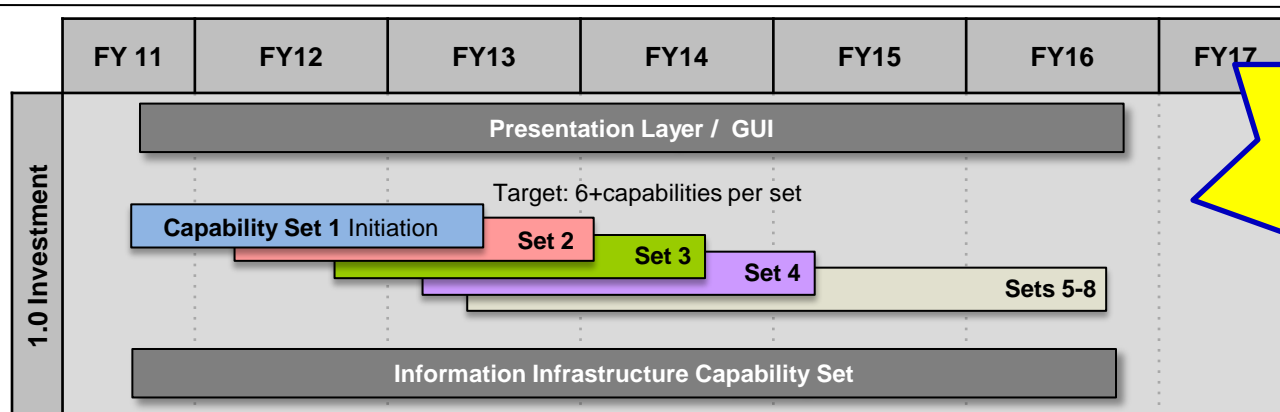 FY 11
FY12
FY13
FY14
FY15
FY16
FY17
1.0 Investment
Presentation Layer / GUI
Target: 6+capabilities per set
Capability Set 1 Initiation
Set 2
Set 3
Set 4
Sets 5-8
Information Infrastructure Capability Set